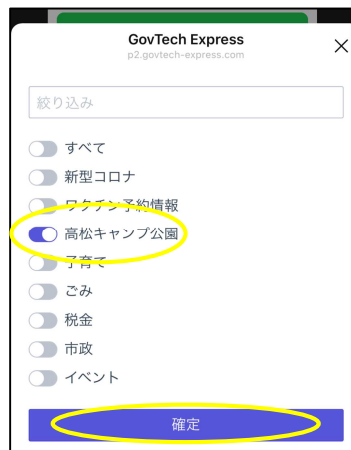 GovTech Express
p2.govtech-express.com
絞り込み
すべて
新型コロナ
ワクチン予約情報
高松キャンプ公園
子育て
ごみ
税金
市政
イベント
確定